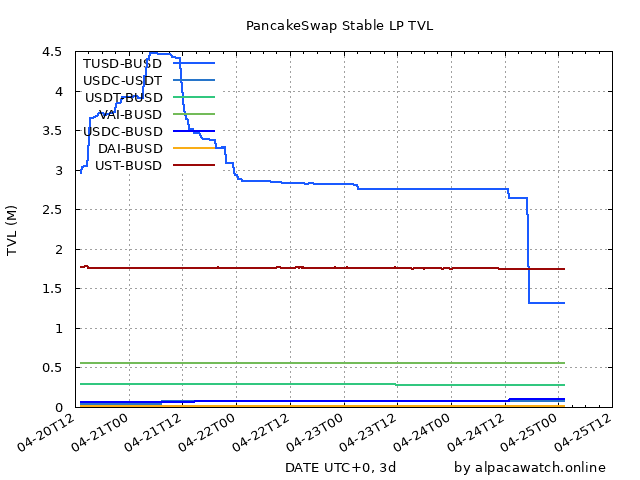 PancakeSwap Stable LP TVL
TVL (M)
4.5
4
3.5
3
2.5
2
1.5
1
0.5
0
TUSD-BUSD
USDC-USDT
USDT-BUSD
VAI-BUSD
USDC-BUSD
DAI-BUSD
UST-BUSD
04-20T12
04-21T00
04-21T12
04-22T00
04-22T12
04-23T00
04-23T12
04-24T00
04-24T12
04-25T00
04-25T12
DATE UTC+0, 3d
by alpacawatch.online